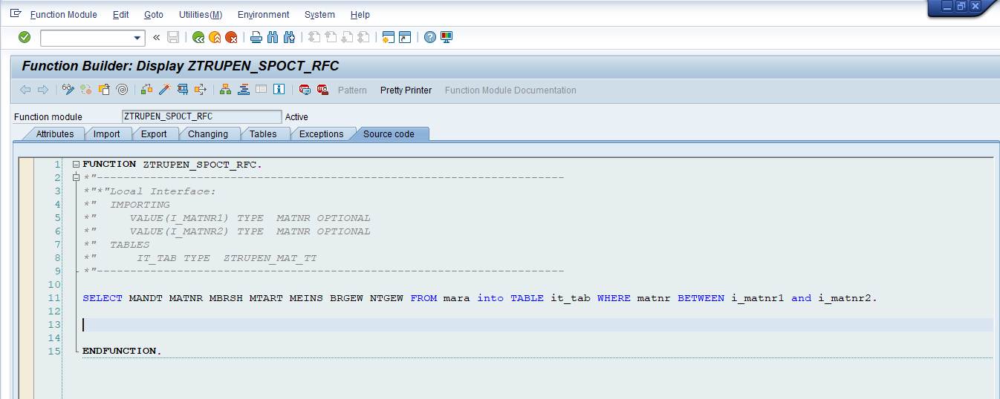 Function Module Edit Goto Utilities(M) Environment System Help
«
Function Builder: Display ZTRUPEN_SPOCT_RFC
Pattern Pretty Printer Function Module Documentation
Function module ZTRUPEN_SPOCT_RFC Active
Attributes Import Export Changing Tables Exceptions Source code
1 FUNCTION ZTRUPEN_SPOCT_RFC.
2 *"----------------------------------------------------------------------
3 *"*"Local Interface:
4 *"  IMPORTING
5 *"     VALUE(I_MATNR1) TYPE  MATNR OPTIONAL
6 *"     VALUE(I_MATNR2) TYPE  MATNR OPTIONAL
7 *"  TABLES
8 *"      IT_TAB TYPE  ZTRUPEN_MAT_TT
9 *"----------------------------------------------------------------------
10
11 SELECT MANDT MATNR MBRSH MTART MEINS BRGEW NTGEW FROM mara into TABLE it_tab WHERE matnr BETWEEN i_matnr1 and i_matnr2.
12
13
14
15 ENDFUNCTION.